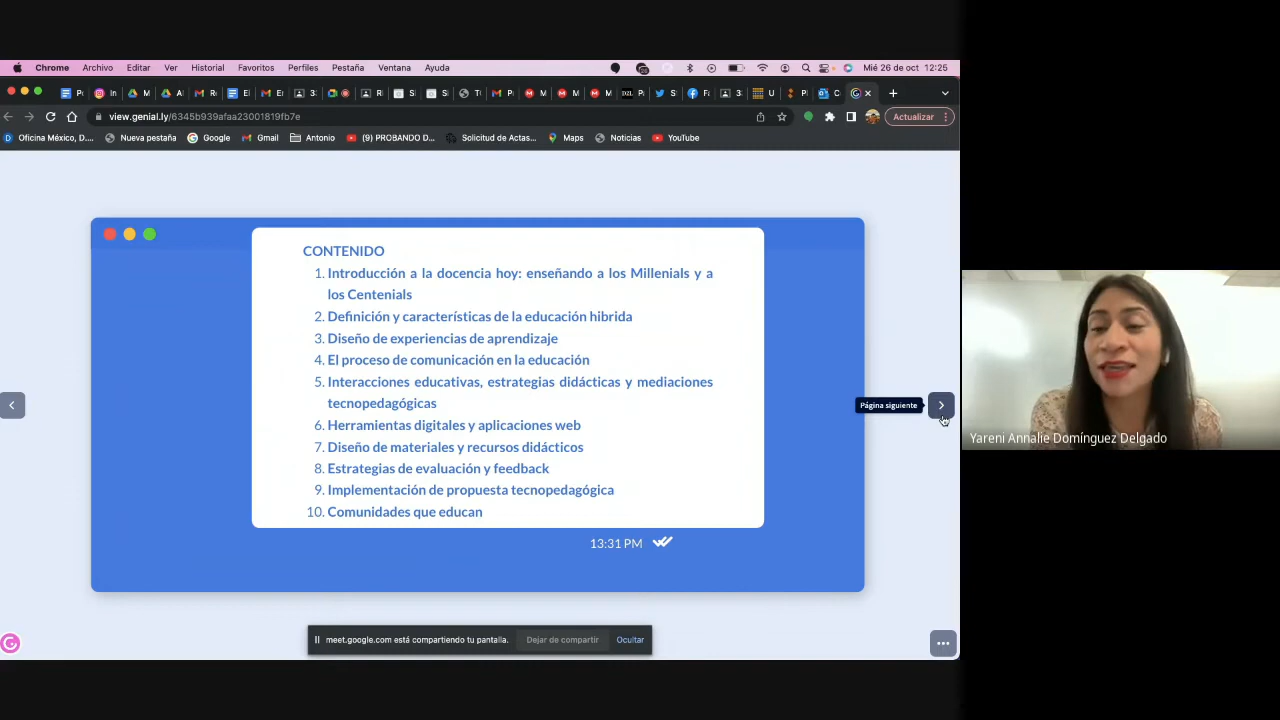 Chrome Archivo Editar Ver Historial Favoritos Perfiles Pestaña Ventana Ayuda Mié 26 de oct 12:25
view.genial.ly/6345b939afaa23001819fb7e
Actualizar
Oficina México, D.... Nueva pestaña Google Gmail Antonio (9) PROBANDO D... Solicitud de Actas... Maps Noticias YouTube
CONTENIDO
1. Introducción a la docencia hoy: enseñando a los Millenials y a
los Centenials
2. Definición y características de la educación hibrida
3. Diseño de experiencias de aprendizaje
4. El proceso de comunicación en la educación
5. Interacciones educativas, estrategias didácticas y mediaciones
tecnopedagógicas
6. Herramientas digitales y aplicaciones web
7. Diseño de materiales y recursos didácticos
8. Estrategias de evaluación y feedback
9. Implementación de propuesta tecnopedagógica
10. Comunidades que educan
13:31 PM
Página siguiente
Yareni Annalie Domínguez Delgado
meet.google.com está compartiendo tu pantalla. Dejar de compartir Ocultar